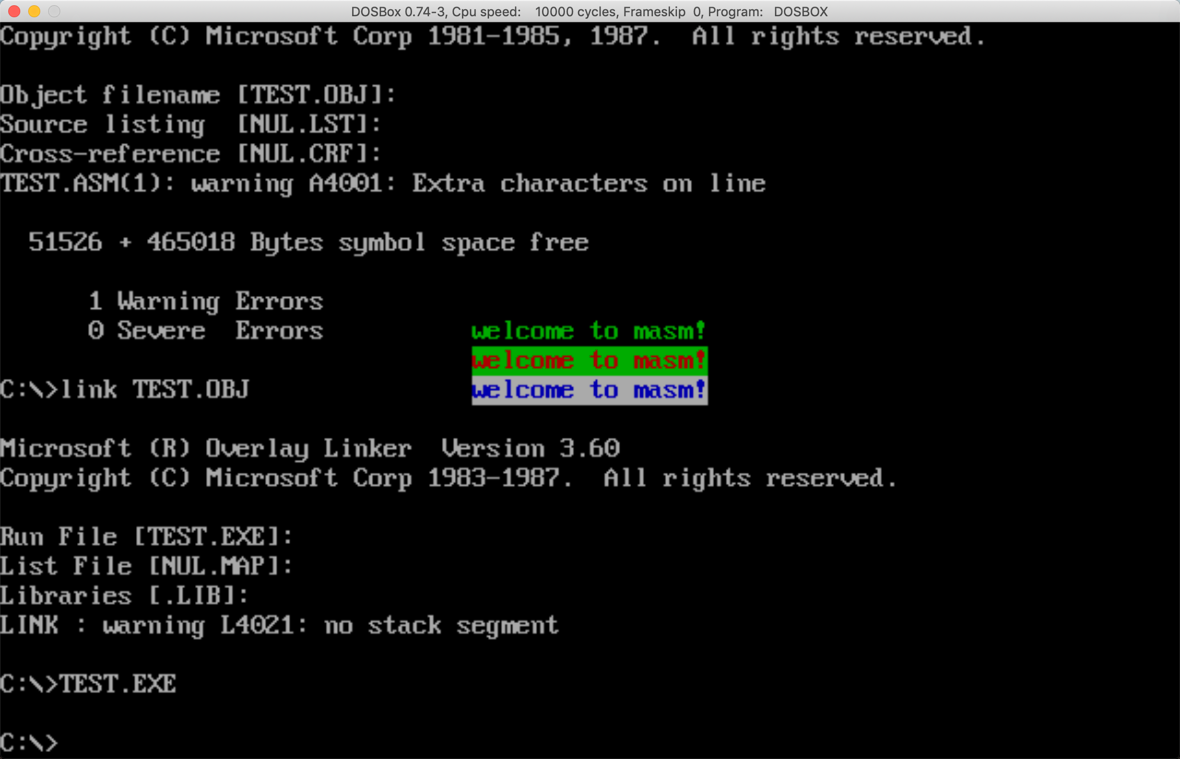 DOSBox 0.74-3, Cpu speed:    10000 cycles, Frameskip  0, Program:   DOSBOX
Copyright (C) Microsoft Corp 1981-1985, 1987.  All rights reserved.
Object filename [TEST.OBJ]:
Source listing  [NUL.LST]:
Cross-reference [NUL.CRF]:
TEST.ASM(1): warning A4001: Extra characters on line
51526 + 465018 Bytes symbol space free
1 Warning Errors
0 Severe  Errors          welcome to masm!
welcome to masm!
C:\>link TEST.OBJ               welcome to masm!
Microsoft (R) Overlay Linker  Version 3.60
Copyright (C) Microsoft Corp 1983-1987.  All rights reserved.
Run File [TEST.EXE]:
List File [NUL.MAP]:
Libraries [.LIB]:
LINK : warning L4021: no stack segment
C:\>TEST.EXE
C:\>